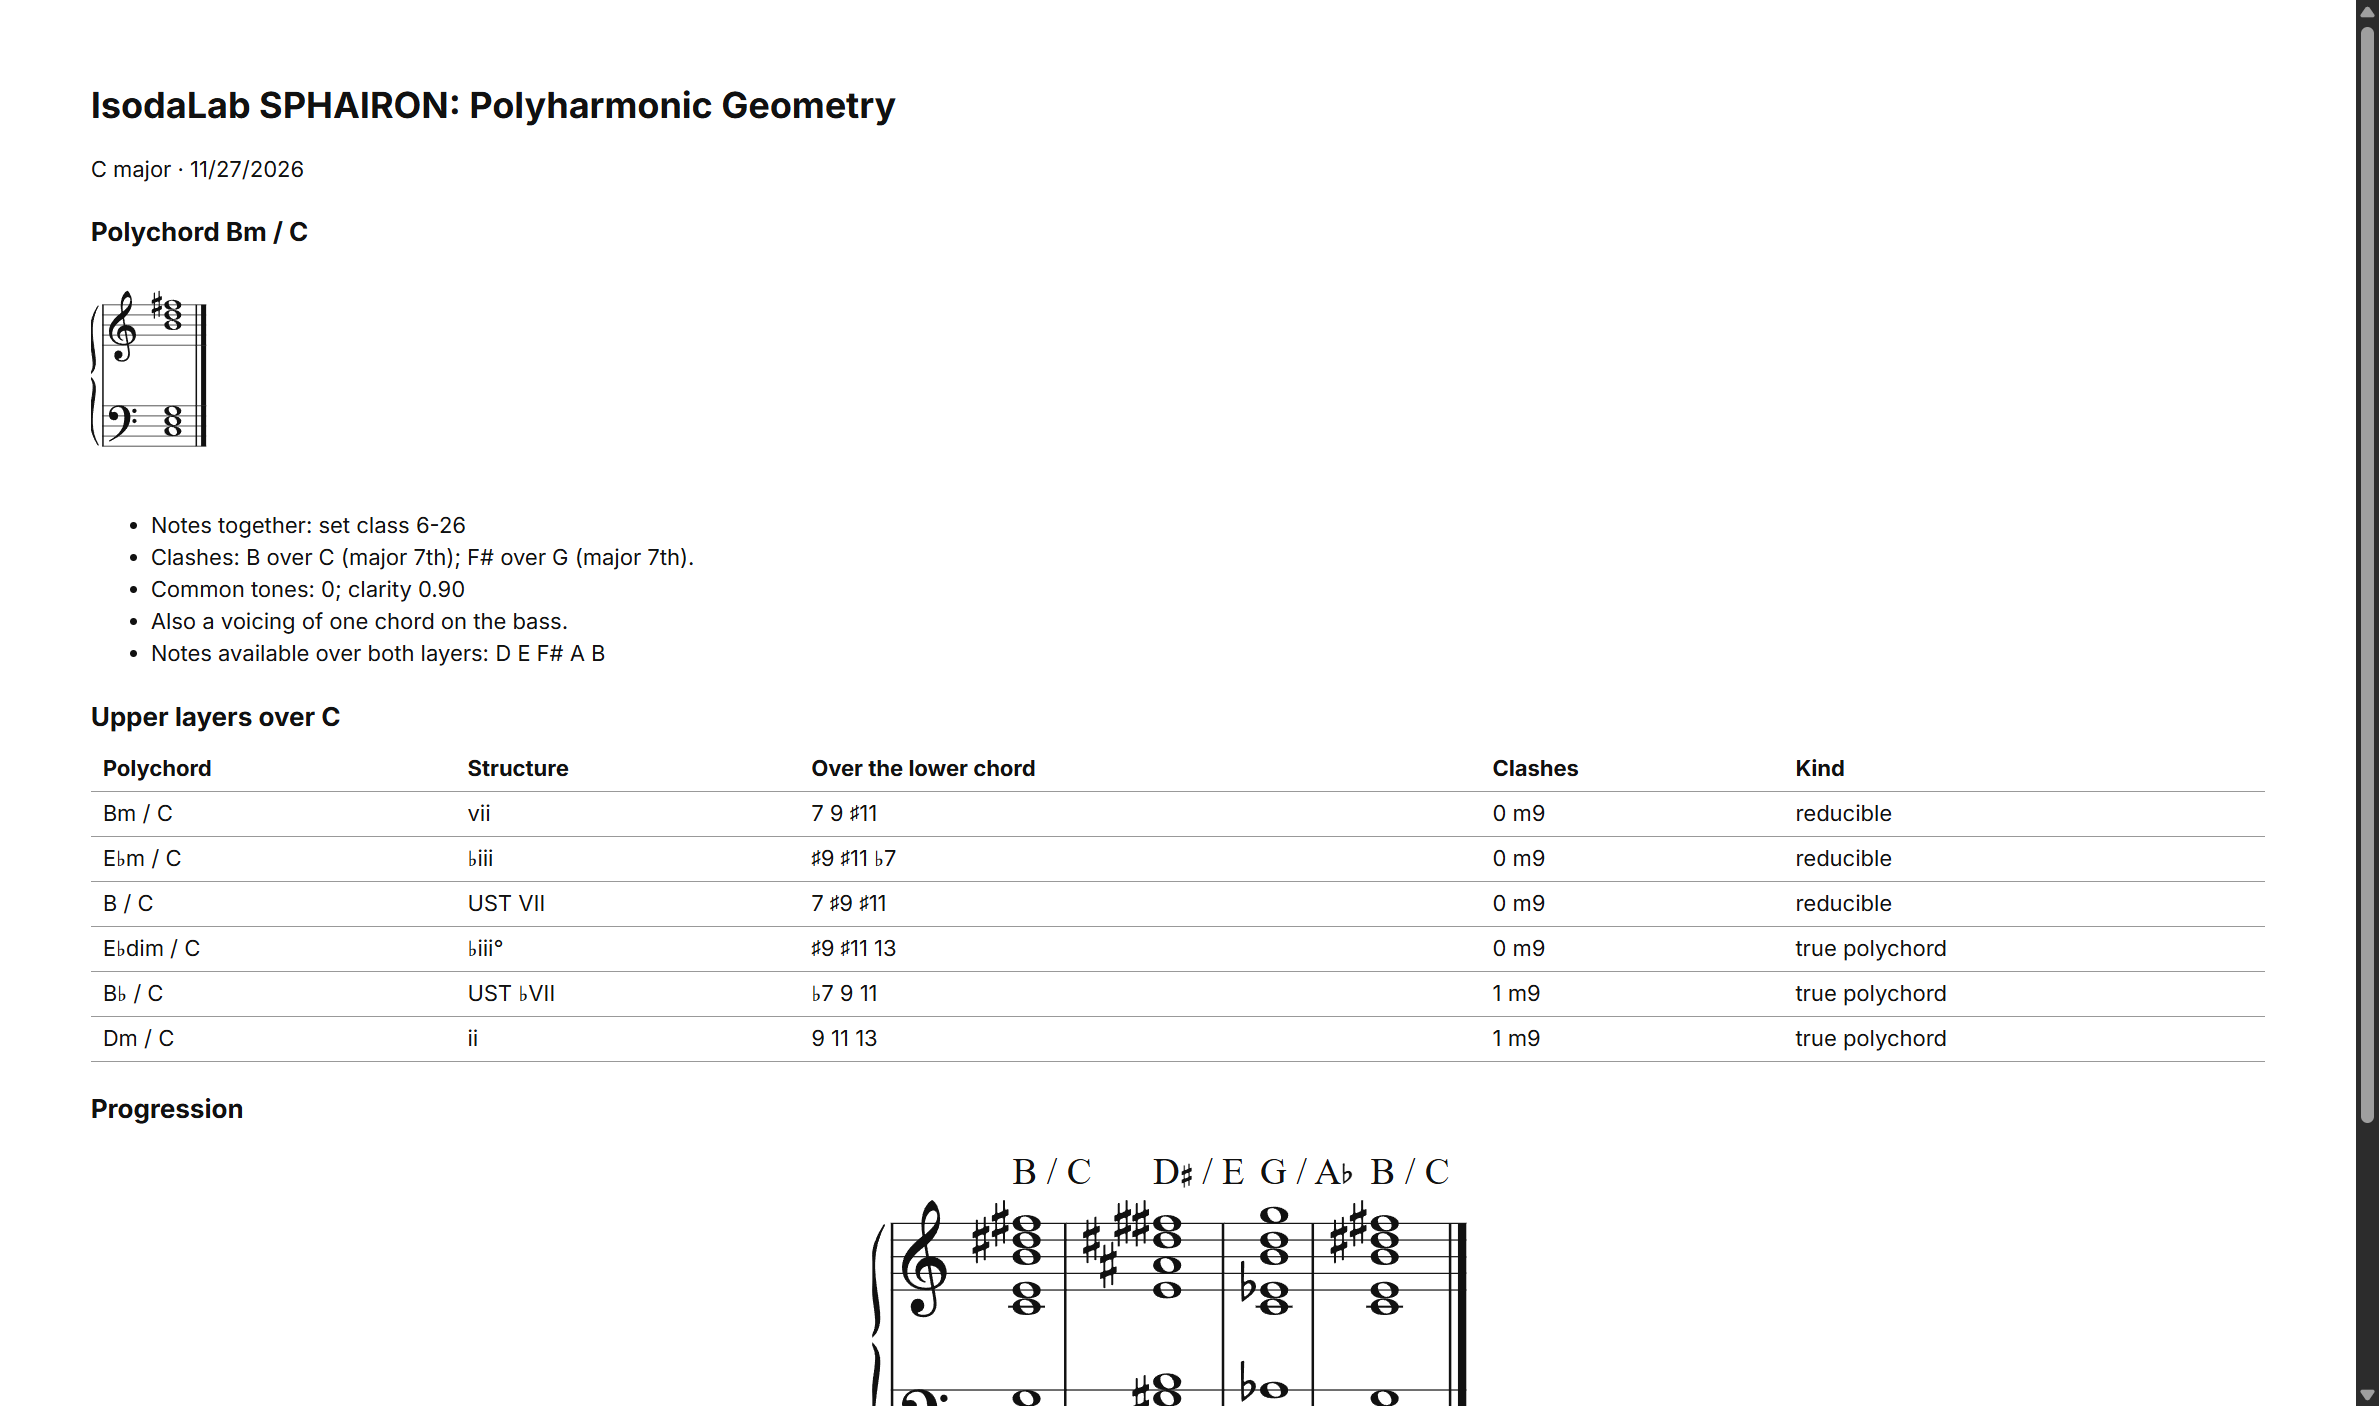 IsodaLab SPHAIRON: Polyharmonic Geometry
C major · 11/27/2026
Polychord Bm / C
• Notes together: set class 6-26
• Clashes: B over C (major 7th); F# over G (major 7th).
• Common tones: 0; clarity 0.90
• Also a voicing of one chord on the bass.
• Notes available over both layers: D E F# A B
Upper layers over C
Polychord Structure Over the lower chord Clashes Kind
Bm / C vii 7 9 ♯11 0 m9 reducible
E♭m / C ♭iii ♯9 ♯11 ♭7 0 m9 reducible
B / C UST VII 7 ♯9 ♯11 0 m9 reducible
E♭dim / C ♭iii° ♯9 ♯11 13 0 m9 true polychord
B♭ / C UST ♭VII ♭7 9 11 1 m9 true polychord
Dm / C ii 9 11 13 1 m9 true polychord
Progression
B / C D♯ / E G / A♭ B / C